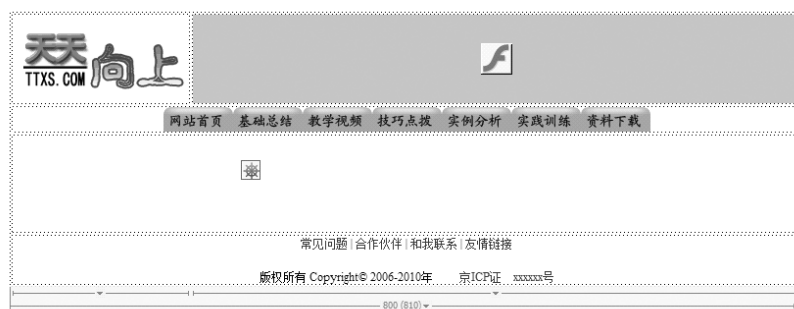 天天向上
TTXS.COM
网站首页 基础总结 教学视频 技巧点拨 实例分析 实践训练 资料下载
常见问题 | 合作伙伴 | 和我联系 | 友情链接
版权所有 Copyright© 2006-2010年 京ICP证 xxxxxx号
800 (810)